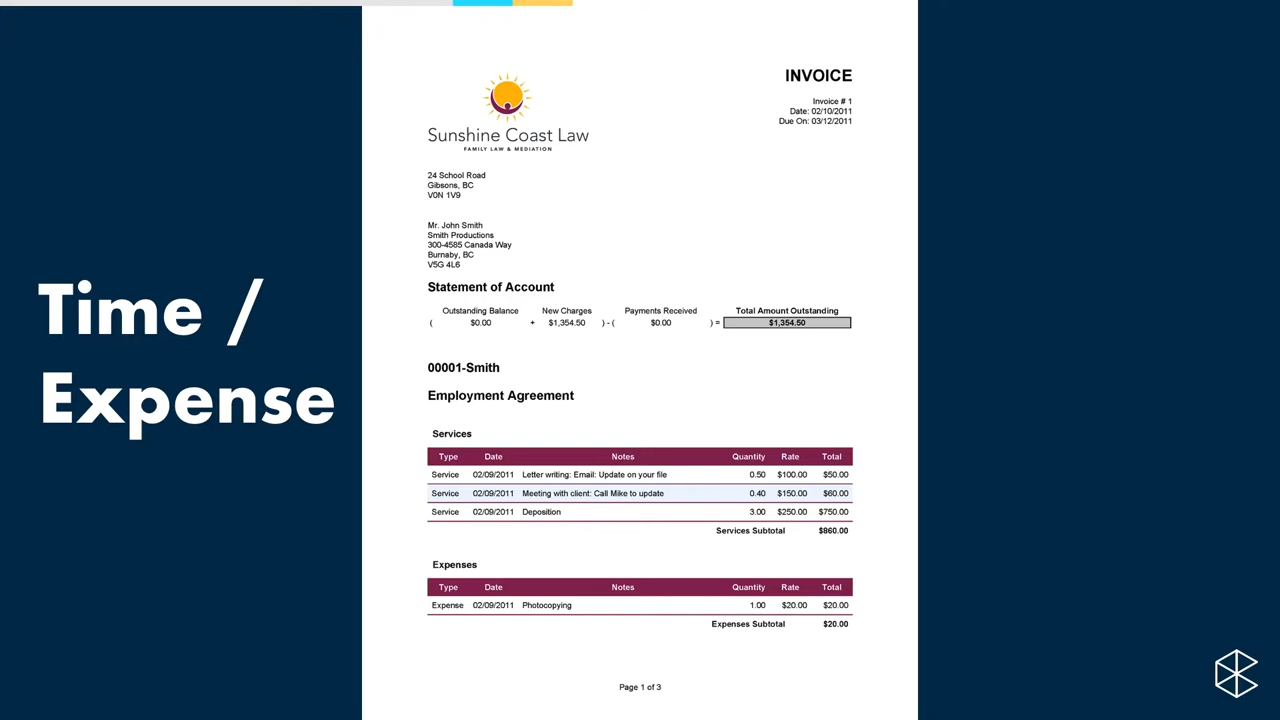 Time /
Expense
INVOICE
Invoice # 1
Date: 02/10/2011
Due On: 03/12/2011
Sunshine Coast Law
FAMILY LAW & MEDIATION
24 School Road
Gibsons, BC
V0N 1V9
Mr. John Smith
Smith Productions
300-4585 Canada Way
Burnaby, BC
V5G 4L6
Statement of Account
Outstanding Balance New Charges Payments Received Total Amount Outstanding
( $0.00 + $1,354.50 ) - ( $0.00 ) = $1,354.50
00001-Smith
Employment Agreement
Services
Type Date Notes Quantity Rate Total
Service 02/09/2011 Letter writing: Email: Update on your file 0.50 $100.00 $50.00
Service 02/09/2011 Meeting with client: Call Mike to update 0.40 $150.00 $60.00
Service 02/09/2011 Deposition 3.00 $250.00 $750.00
Services Subtotal $860.00
Expenses
Type Date Notes Quantity Rate Total
Expense 02/09/2011 Photocopying 1.00 $20.00 $20.00
Expenses Subtotal $20.00
Page 1 of 3